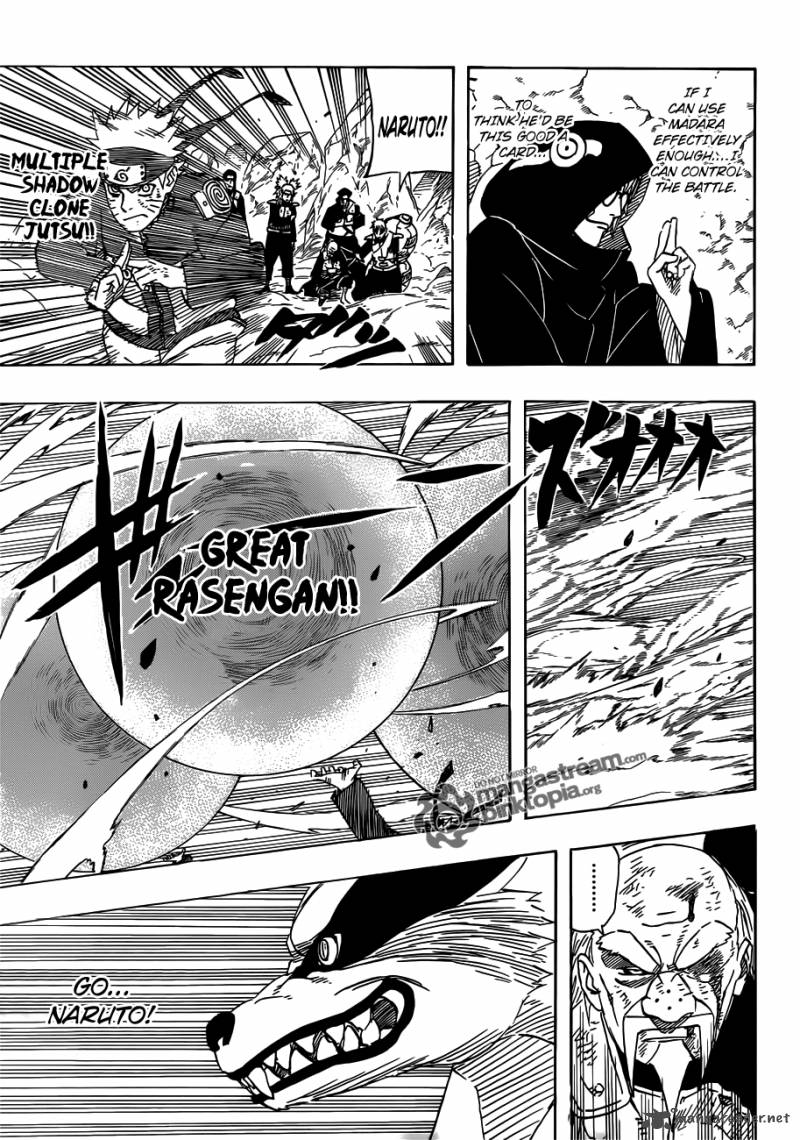 IF I
CAN USE
MADARA
EFFECTIVELY
ENOUGH... I
CAN CONTROL
THE BATTLE.
TO
THINK HE'D BE
THIS GOOD A
CARD...
NARUTO!!
MULTIPLE
SHADOW
CLONE
JUTSU!!
ズオオオ
GREAT
RASENGAN!!
DO NOT MIRROR
mangastream.com
binktopia.org
.........
GO...
NARUTO!